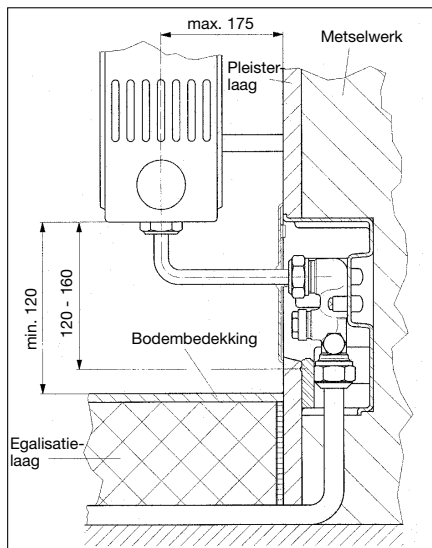 max. 175
Metselwerk
Pleister-
laag
min. 120
120 - 160
Bodembedekking
Egalisatie-
laag